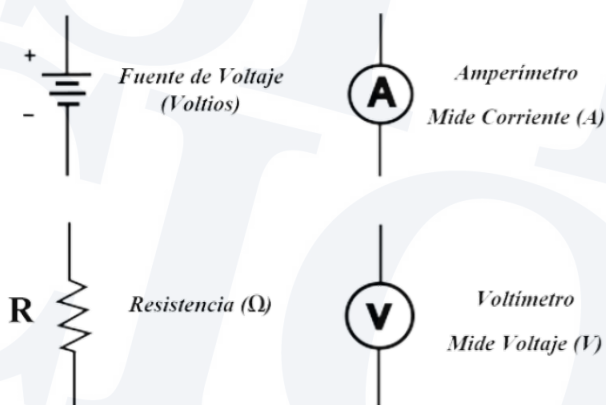 +
−
Fuente de Voltaje
(Voltios)
A
Amperímetro
Mide Corriente (A)
R
Resistencia (Ω)
V
Voltímetro
Mide Voltaje (V)